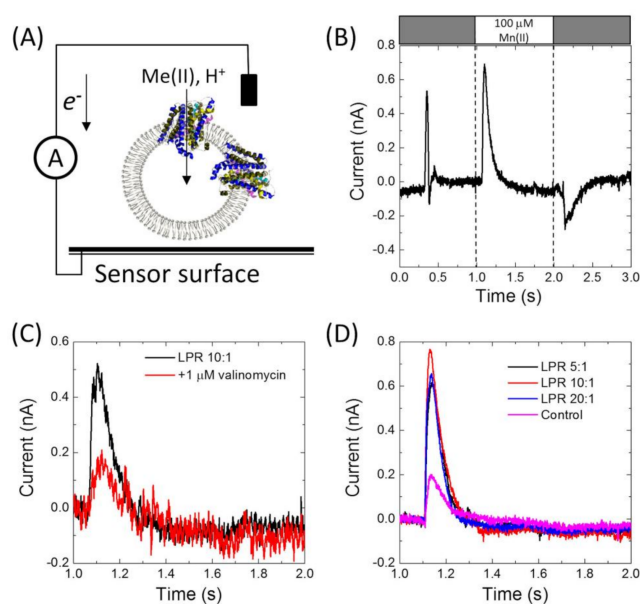 (A)
Me(II), H⁺
e⁻
A
Sensor surface
(B)
100 μM
Mn(II)
0.8
0.6
0.4
0.2
0.0
-0.2
-0.4
Current (nA)
0.0 0.5 1.0 1.5 2.0 2.5 3.0
Time (s)
(C)
LPR 10:1
+1 μM valinomycin
0.6
0.4
0.2
0.0
-0.2
Current (nA)
1.0 1.2 1.4 1.6 1.8 2.0
Time (s)
(D)
LPR 5:1
LPR 10:1
LPR 20:1
Control
0.8
0.6
0.4
0.2
0.0
-0.2
Current (nA)
1.0 1.2 1.4 1.6 1.8 2.0
Time (s)